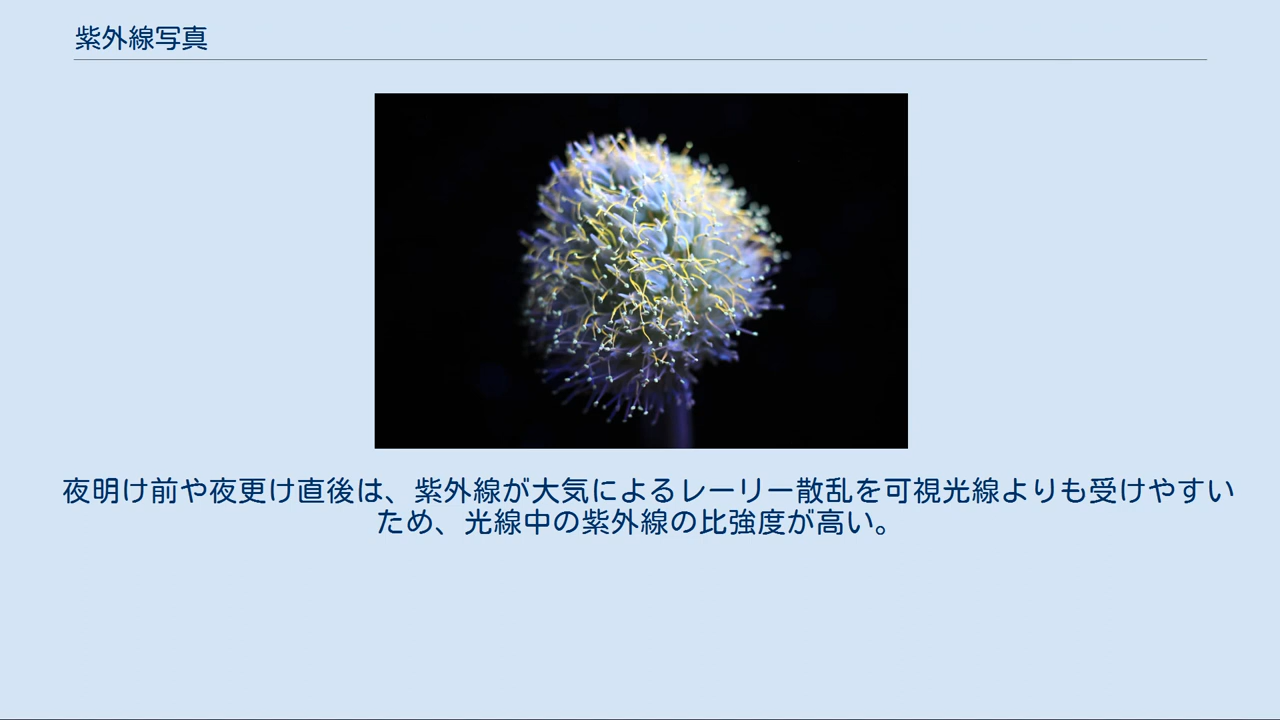 紫外線写真
夜明け前や夜更け直後は、紫外線が大気によるレーリー散乱を可視光線よりも受けやすい
ため、光線中の紫外線の比強度が高い。